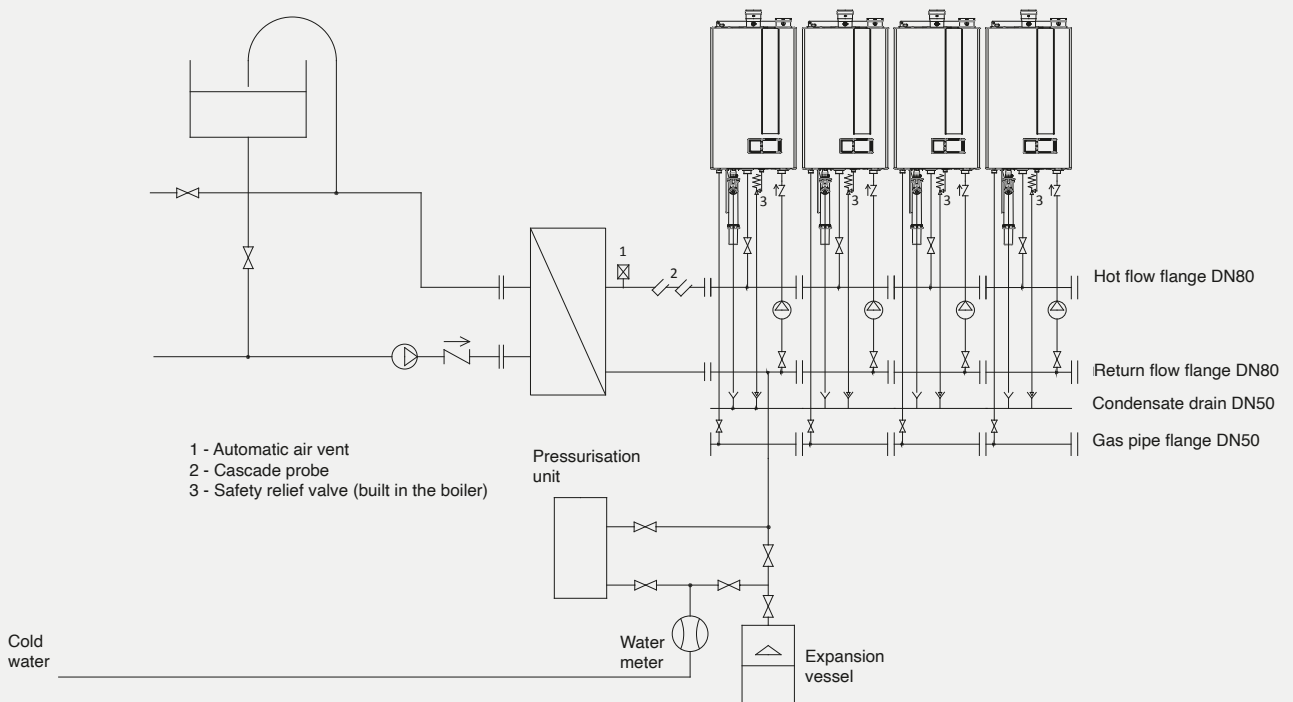 3
3
3
3
1
2
Hot flow flange DN80
Return flow flange DN80
Condensate drain DN50
Gas pipe flange DN50
1 - Automatic air vent
2 - Cascade probe
3 - Safety relief valve (built in the boiler)
Pressurisation
unit
Cold
water
Water
meter
Expansion
vessel